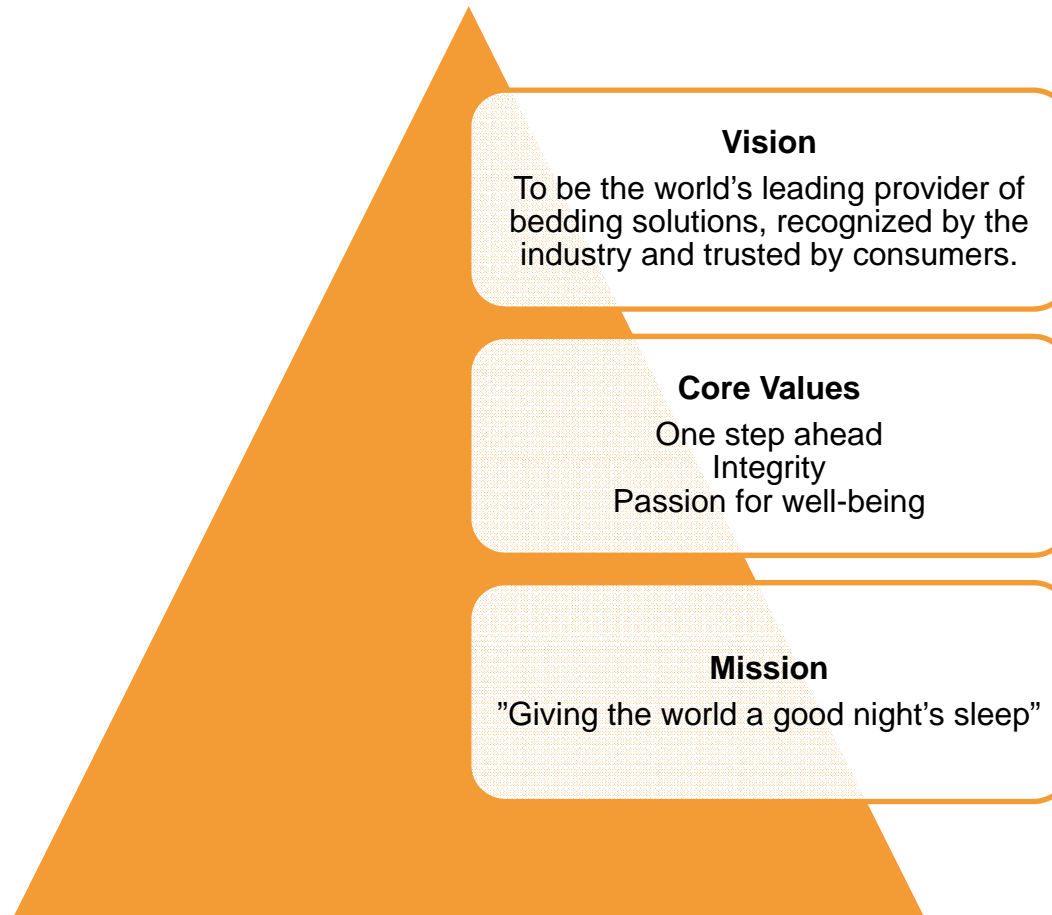 Vision
To be the world’s leading provider of
bedding solutions, recognized by the
industry and trusted by consumers.
Core Values
One step ahead
Integrity
Passion for well-being
Mission
”Giving the world a good night’s sleep”